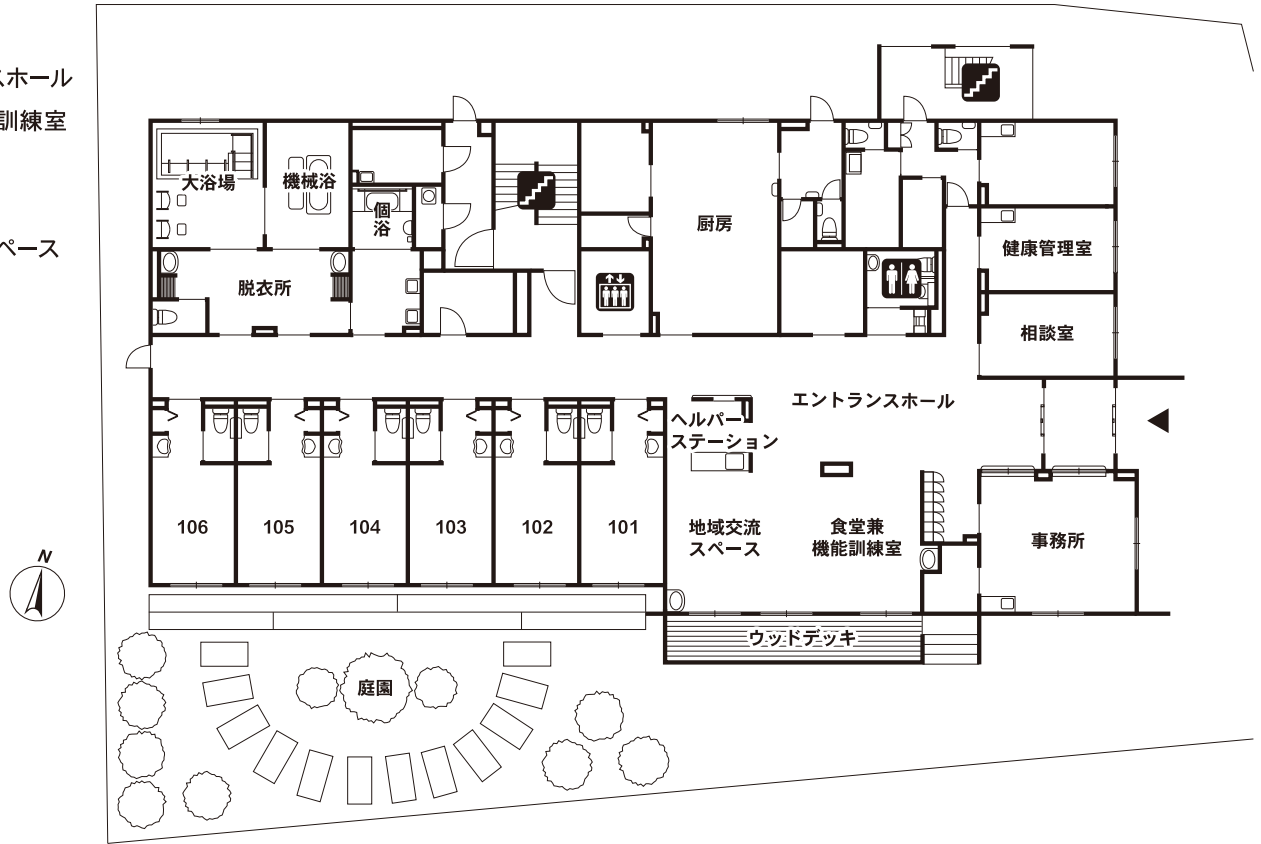 スホール
訓練室
ペース
大浴場
機械浴
個
浴
脱衣所
厨房
健康管理室
相談室
エントランスホール
ヘルパー
ステーション
106
105
104
103
102
101
地域交流
スペース
食堂兼
機能訓練室
事務所
ウッドデッキ
庭園
N